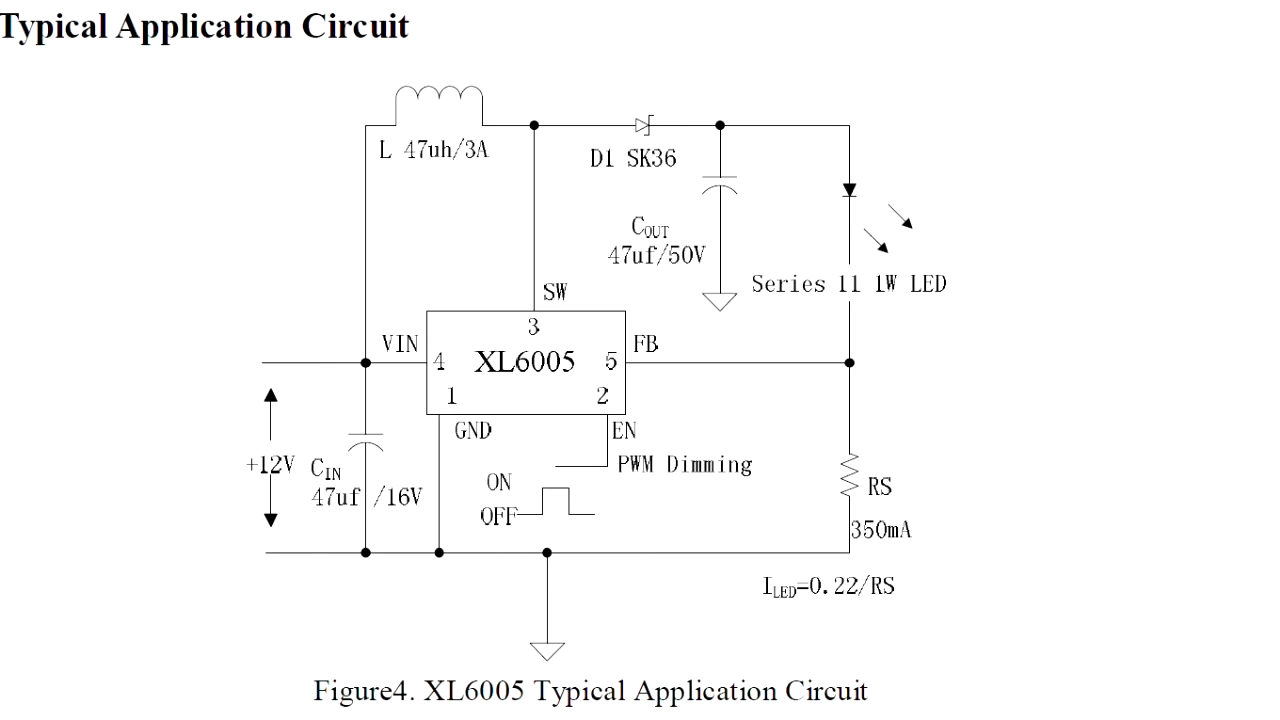 Typical Application Circuit
L 47uh/3A
D1 SK36
COUT
47uf/50V
Series 11 1W LED
SW
3
VIN
FB
4 XL6005 5
1 2
GND
EN
+12V
CIN
47uf /16V
PWM Dimming
ON
OFF
RS
350mA
ILED=0.22/RS
Figure4. XL6005 Typical Application Circuit